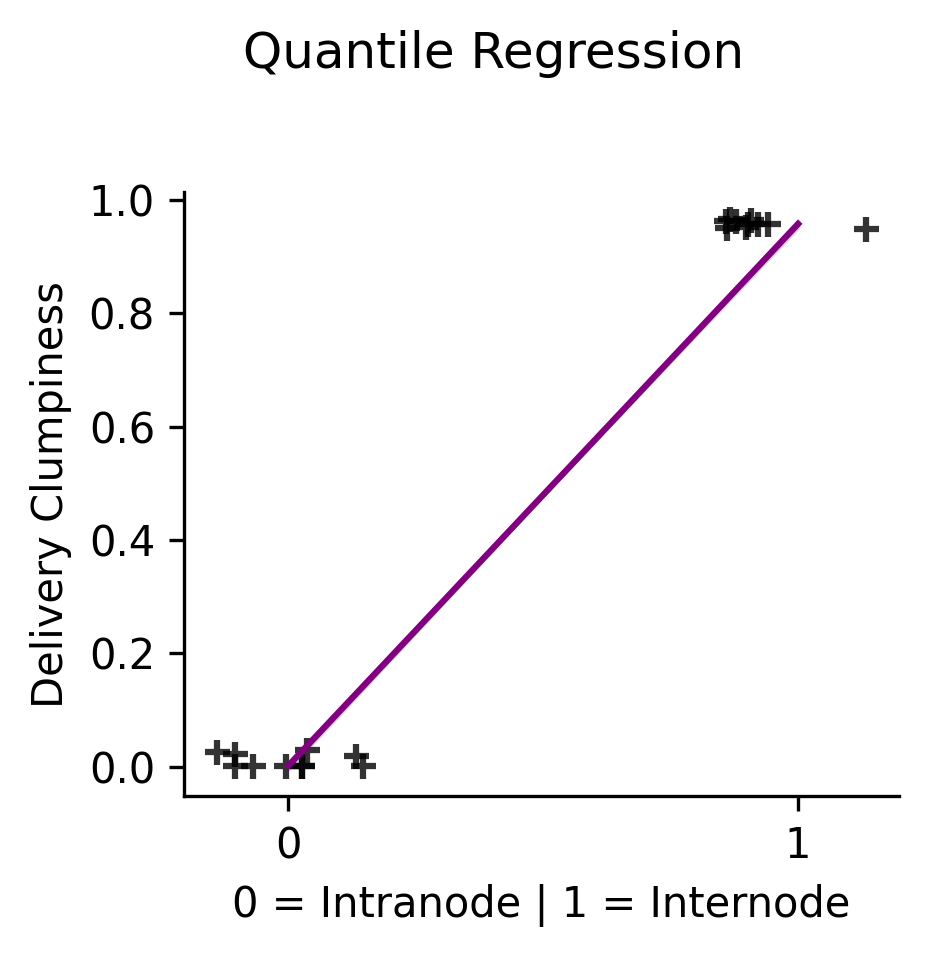 Quantile Regression
Delivery Clumpiness
1.0
0.8
0.6
0.4
0.2
0.0
0
1
0 = Intranode | 1 = Internode